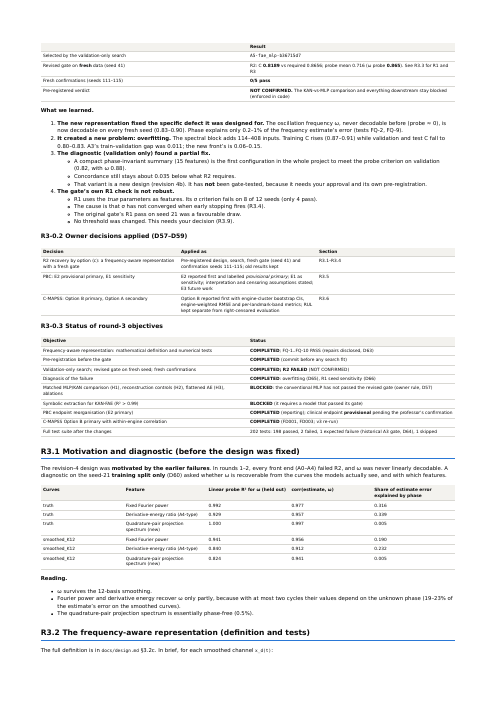 Result
Selected by the validation-only search A5-fae_mlp-b36715d7
Revised gate on fresh data (seed 41) R2: C 0.8189 vs required 0.8656; probe mean 0.716 (ω probe 0.865). See R3.3 for R1 and
R3
Fresh confirmations (seeds 111–115) 0/5 pass
Pre-registered verdict NOT CONFIRMED. The KAN-vs-MLP comparison and everything downstream stay blocked
(enforced in code)
What we learned.
1. The new representation fixed the specific defect it was designed for. The oscillation frequency ω, never decodable before (probe ≈ 0), is
now decodable on every fresh seed (0.83–0.90). Phase explains only 0.2–1% of the frequency estimate's error (tests FQ-2, FQ-9).
2. It created a new problem: overfitting. The spectral block adds 114–408 inputs. Training C rises (0.87–0.91) while validation and test C fall to
0.80–0.83. A3's train–validation gap was 0.011; the new front's is 0.06–0.15.
3. The diagnostic (validation only) found a partial fix.
A compact phase-invariant summary (15 features) is the first configuration in the whole project to meet the probe criterion on validation
(0.82, with ω 0.88).
Concordance still stays about 0.035 below what R2 requires.
That variant is a new design (revision 4b). It has not been gate-tested, because it needs your approval and its own pre-registration.
4. The gate's own R1 check is not robust.
R1 uses the true parameters as features. Its σ criterion fails on 8 of 12 seeds (only 4 pass).
The cause is that σ has not converged when early stopping fires (R3.4).
The original gate's R1 pass on seed 21 was a favourable draw.
No threshold was changed. This needs your decision (R3.9).
R3-0.2 Owner decisions applied (D57–D59)
Decision Applied as Section
R2 recovery by option (c): a frequency-aware representation Pre-registered design, search, fresh gate (seed 41) and R3.1–R3.4
with a fresh gate confirmation seeds 111–115; old results kept
PBC: E2 provisional primary, E1 sensitivity E2 reported first and labelled provisional primary; E1 as R3.5
sensitivity, interpretation and censoring assumptions stated;
E3 future work
C-MAPSS: Option B primary, Option A secondary Option B reported first with engine-cluster bootstrap CIs, R3.6
engine-weighted RMSE and per-landmark-band metrics; RUL
kept separate from right-censored evaluation
R3-0.3 Status of round-3 objectives
Objective Status
Frequency-aware representation: mathematical definition and numerical tests COMPLETED; FQ-1..FQ-10 PASS (repairs disclosed, D63)
Pre-registration before the gate COMPLETED (commit before any search fit)
Validation-only search; revised gate on fresh seed; fresh confirmations COMPLETED; R2 FAILED (NOT CONFIRMED)
Diagnosis of the failure COMPLETED: overfitting (D65), R1 seed sensitivity (D66)
Matched MLP/KAN comparison (H1), reconstruction controls (H2), flattened AE (H3), BLOCKED: the conventional MLP has not passed the revised gate (owner rule, D57)
ablations
Symbolic extraction for KAN-FAE (R² > 0.99) BLOCKED (it requires a model that passed its gate)
PBC endpoint reorganisation (E2 primary) COMPLETED (reporting); clinical endpoint provisional pending the professor's confirmation
C-MAPSS Option B primary with within-engine correlation COMPLETED (FD001, FD003; v3 re-run)
Full test suite after the changes 202 tests: 198 passed, 2 failed, 1 expected failure (historical A3 gate, D64), 1 skipped
R3.1 Motivation and diagnostic (before the design was fixed)
The revision-4 design was motivated by the earlier failures. In rounds 1–2, every front end (A0–A4) failed R2, and ω was never linearly decodable. A
diagnostic on the seed-21 training split only (D60) asked whether ω is recoverable from the curves the models actually see, and with which features.
Curves Feature Linear probe R² for ω (held out) corr(estimate, ω) Share of estimate error
explained by phase
truth Fixed Fourier power 0.992 0.977 0.316
truth Derivative-energy ratio (A4-type) 0.929 0.957 0.339
truth Quadrature-pair projection 1.000 0.997 0.005
spectrum (new)
smoothed_K12 Fixed Fourier power 0.941 0.956 0.190
smoothed_K12 Derivative-energy ratio (A4-type) 0.840 0.912 0.232
smoothed_K12 Quadrature-pair projection 0.824 0.941 0.005
spectrum (new)
Reading.
ω survives the 12-basis smoothing.
Fourier power and derivative energy recover ω only partly, because with at most two cycles their values depend on the unknown phase (19–23% of
the estimate's error on the smoothed curves).
The quadrature-pair projection spectrum is essentially phase-free (0.5%).
R3.2 The frequency-aware representation (definition and tests)
The full definition is in docs/design.md §3.2c. In brief, for each smoothed channel x_d(t):